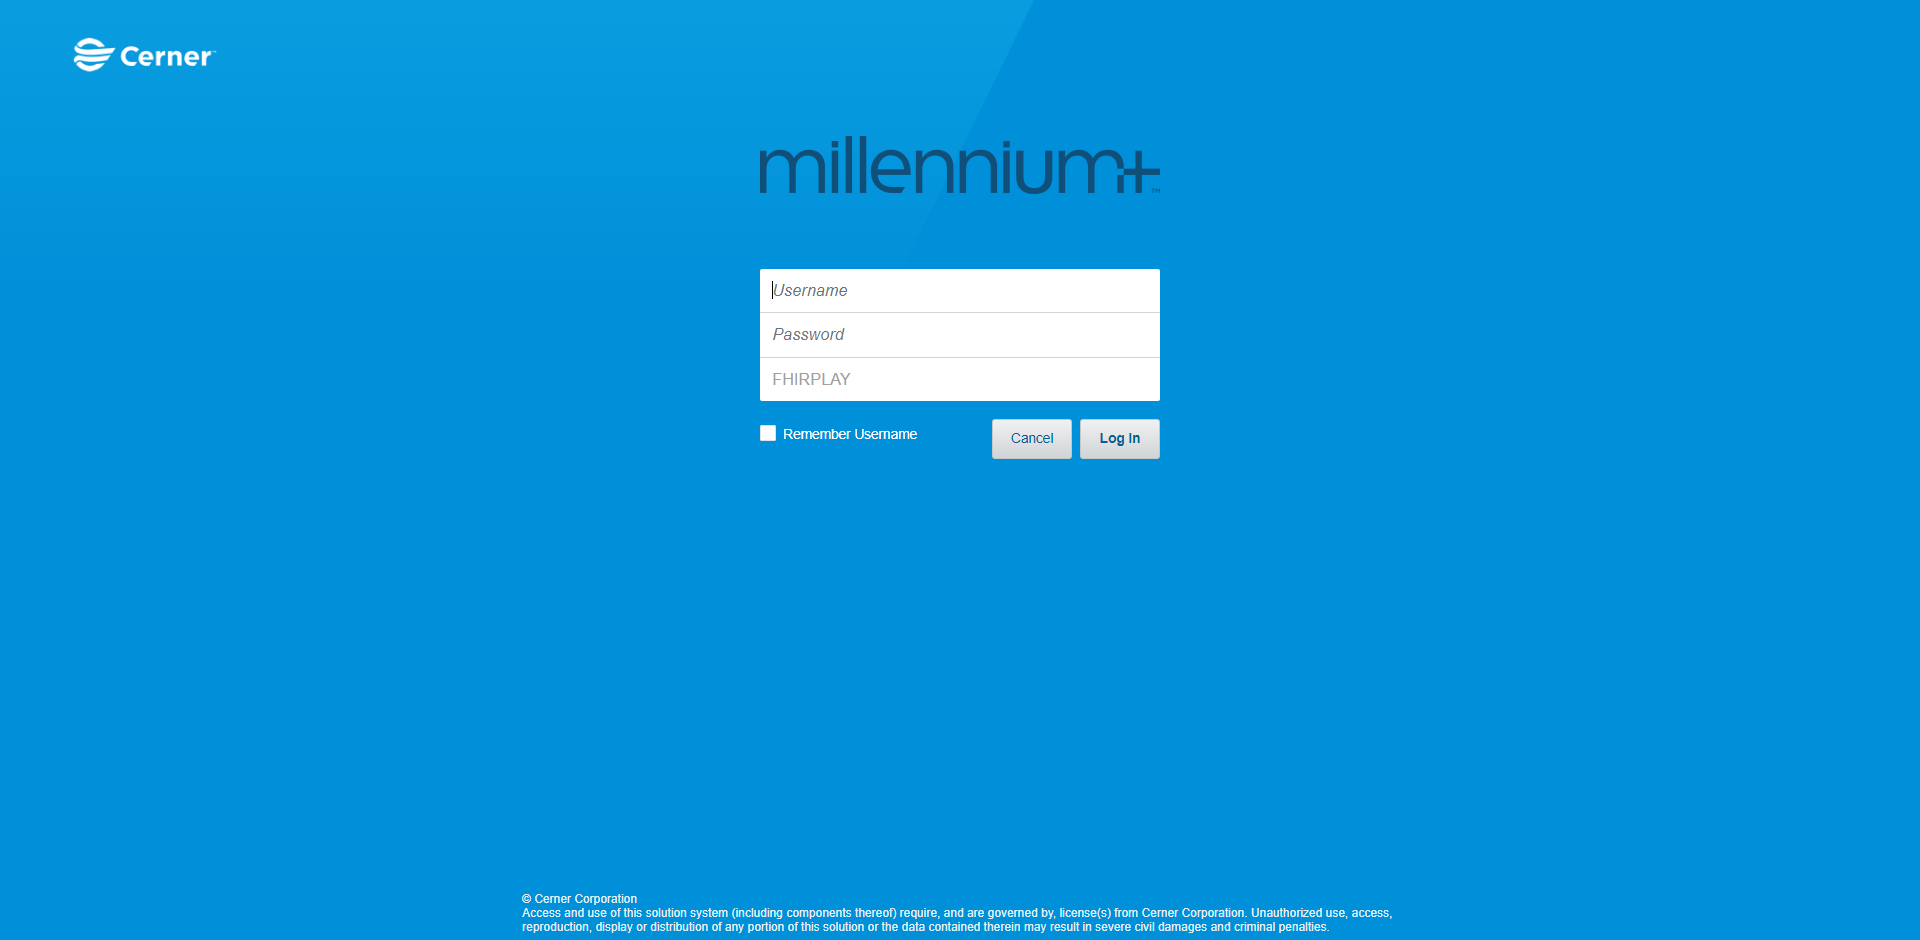 Cerner™
millennium+™
Username
Password
FHIRPLAY
Remember Username
Cancel
Log In
© Cerner Corporation
Access and use of this solution system (including components thereof) require, and are governed by, license(s) from Cerner Corporation. Unauthorized use, access,
reproduction, display or distribution of any portion of this solution or the data contained therein may result in severe civil damages and criminal penalties.